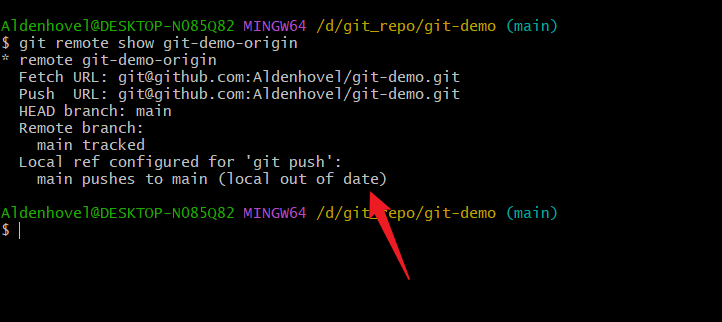 Aldenhovel@DESKTOP-N085Q82 MINGW64 /d/git_repo/git-demo (main)
$ git remote show git-demo-origin
* remote git-demo-origin
  Fetch URL: git@github.com:Aldenhovel/git-demo.git
  Push  URL: git@github.com:Aldenhovel/git-demo.git
  HEAD branch: main
  Remote branch:
    main tracked
  Local ref configured for 'git push':
    main pushes to main (local out of date)
Aldenhovel@DESKTOP-N085Q82 MINGW64 /d/git_repo/git-demo (main)
$